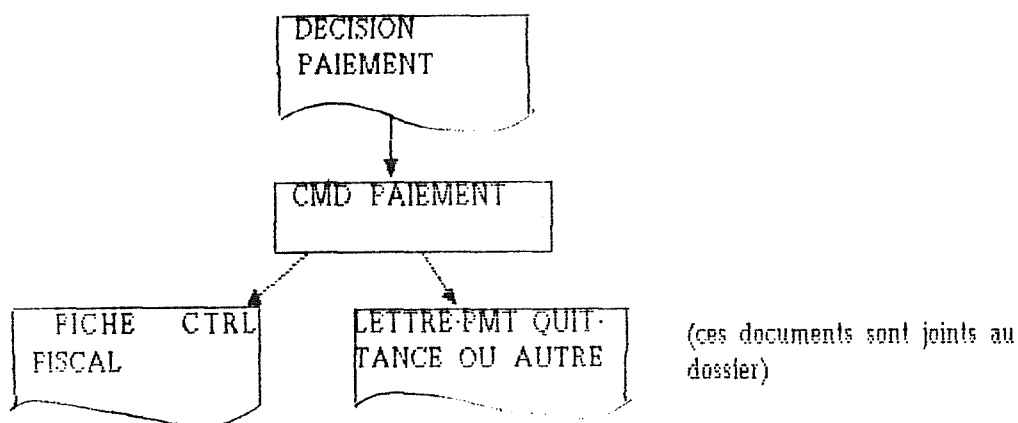 DECISION
PAIEMENT
CMD PAIEMENT
FICHE CTRL
FISCAL
LETTRE-PMT QUIT-
TANCE OU AUTRE
(ces documents sont joints au
dossier)